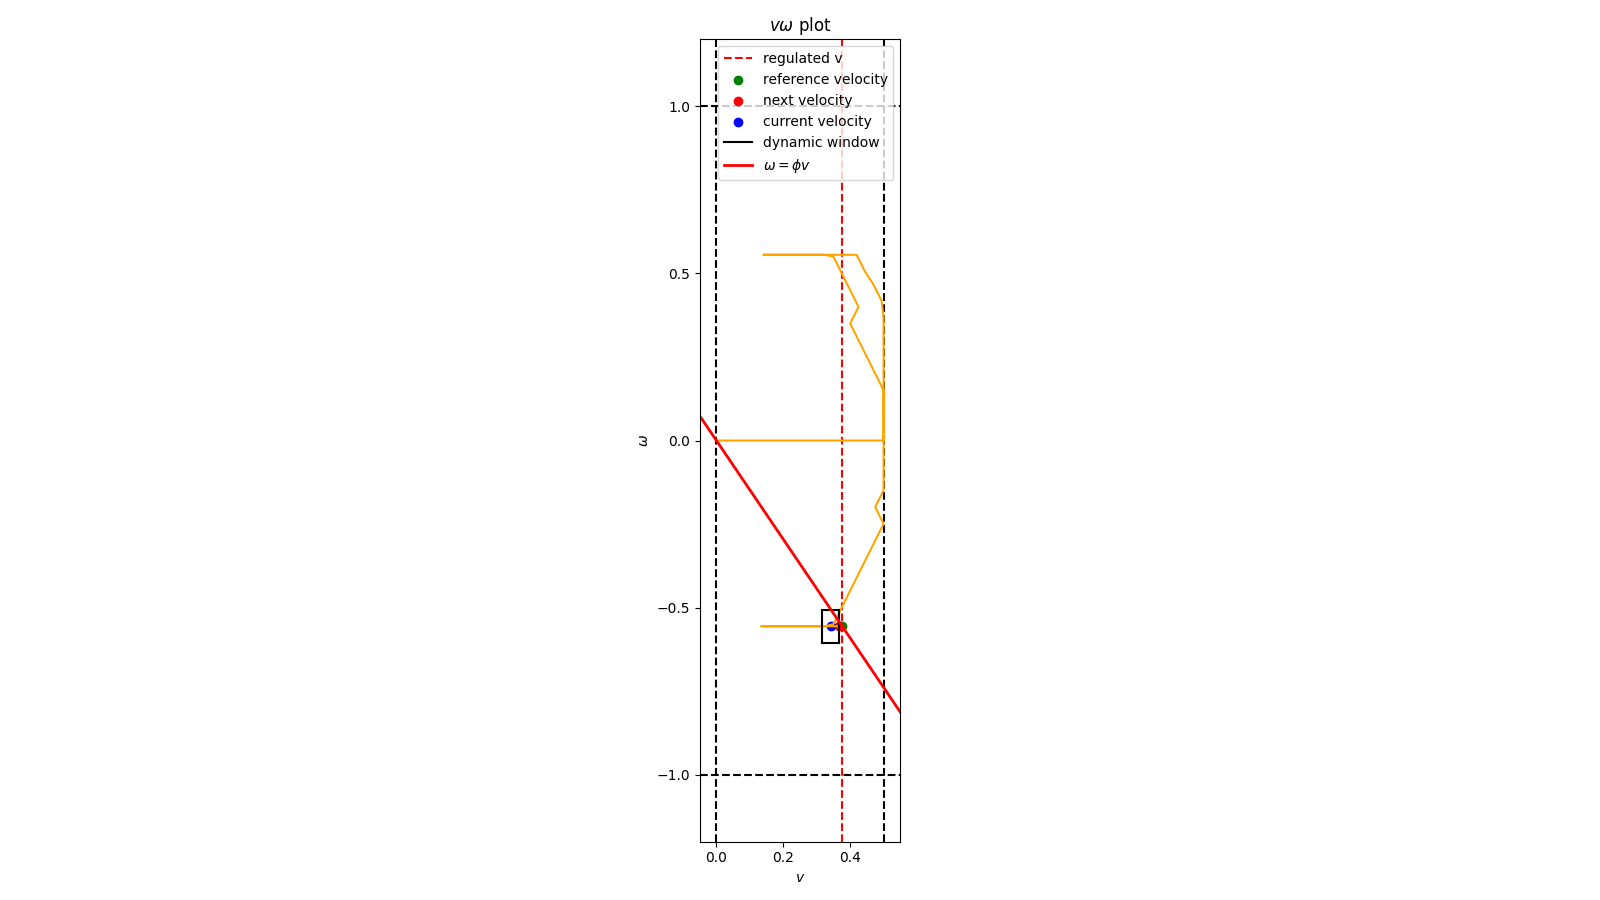 vω plot
regulated v
reference velocity
next velocity
current velocity
dynamic window
ω = ϕv
1.0
0.5
0.0
−0.5
−1.0
ω
0.0 0.2 0.4
v